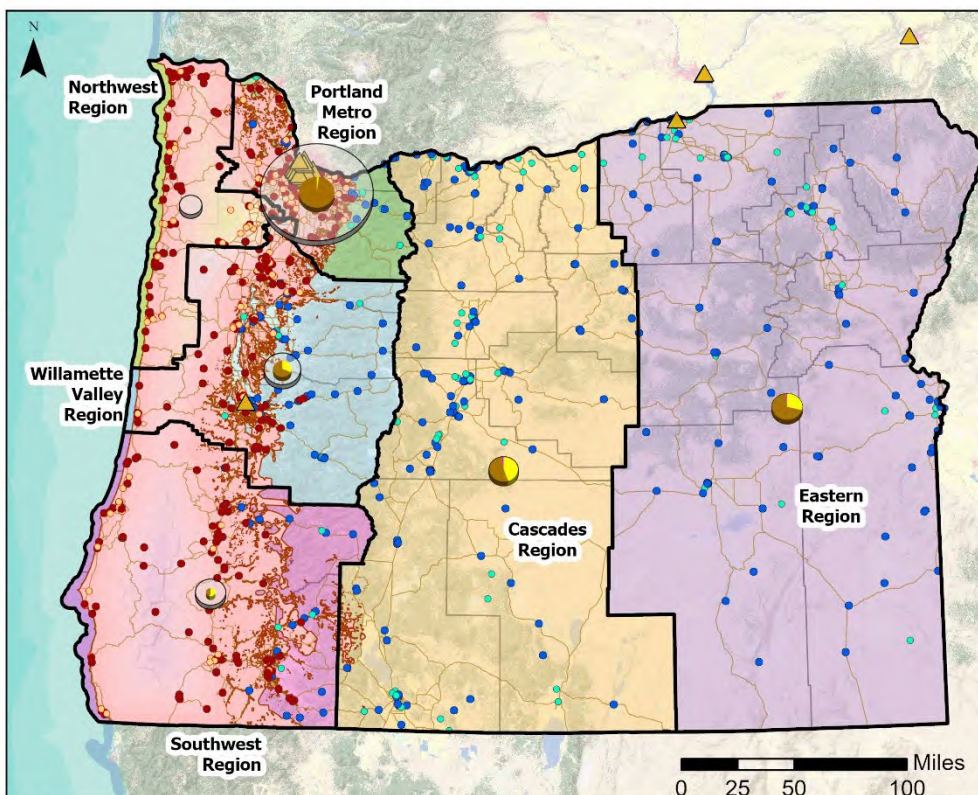 N
Northwest
Region
Portland
Metro
Region
Willamette
Valley
Region
Cascades
Region
Eastern
Region
Southwest
Region
Miles
0 25 50 100